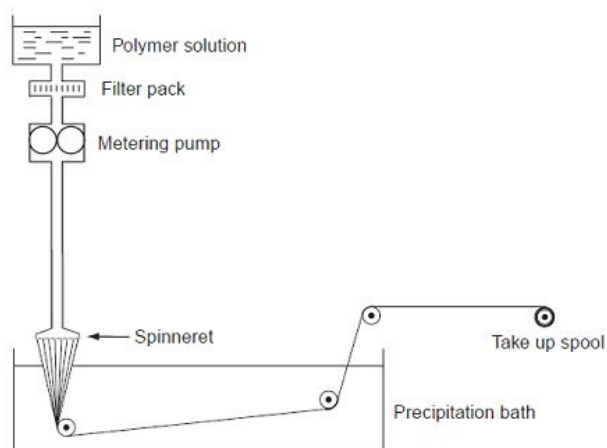 Polymer solution
Filter pack
Metering pump
Spinneret
Take up spool
Precipitation bath